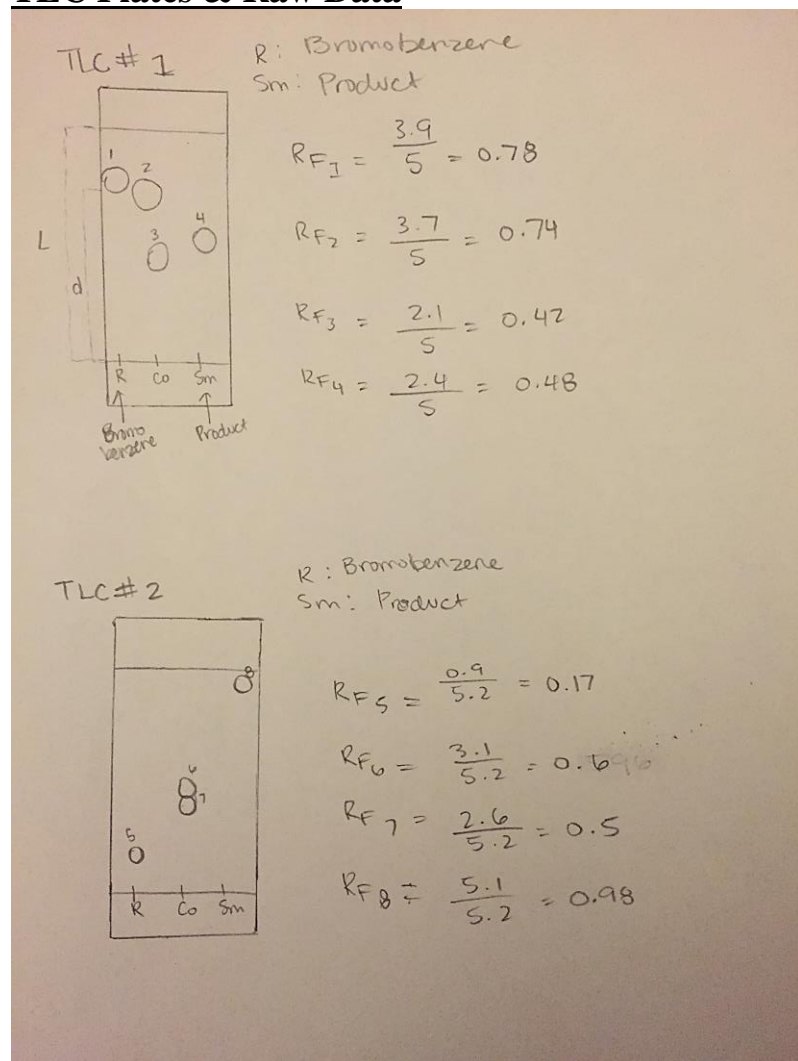 TLC Plates & Raw Data
TLC# 1
R: Bromobenzene
Sm: Product
1
2
3
4
L
d
R Co Sm
Bromo
benzene
Product
RF1 = 3.9/5 = 0.78
RF2 = 3.7/5 = 0.74
RF3 = 2.1/5 = 0.42
RF4 = 2.4/5 = 0.48
TLC# 2
R: Bromobenzene
Sm: Product
8
6
7
5
R Co Sm
RF5 = 0.9/5.2 = 0.17
RF6 = 3.1/5.2 = 0.6
RF7 = 2.6/5.2 = 0.5
RF8 = 5.1/5.2 = 0.98